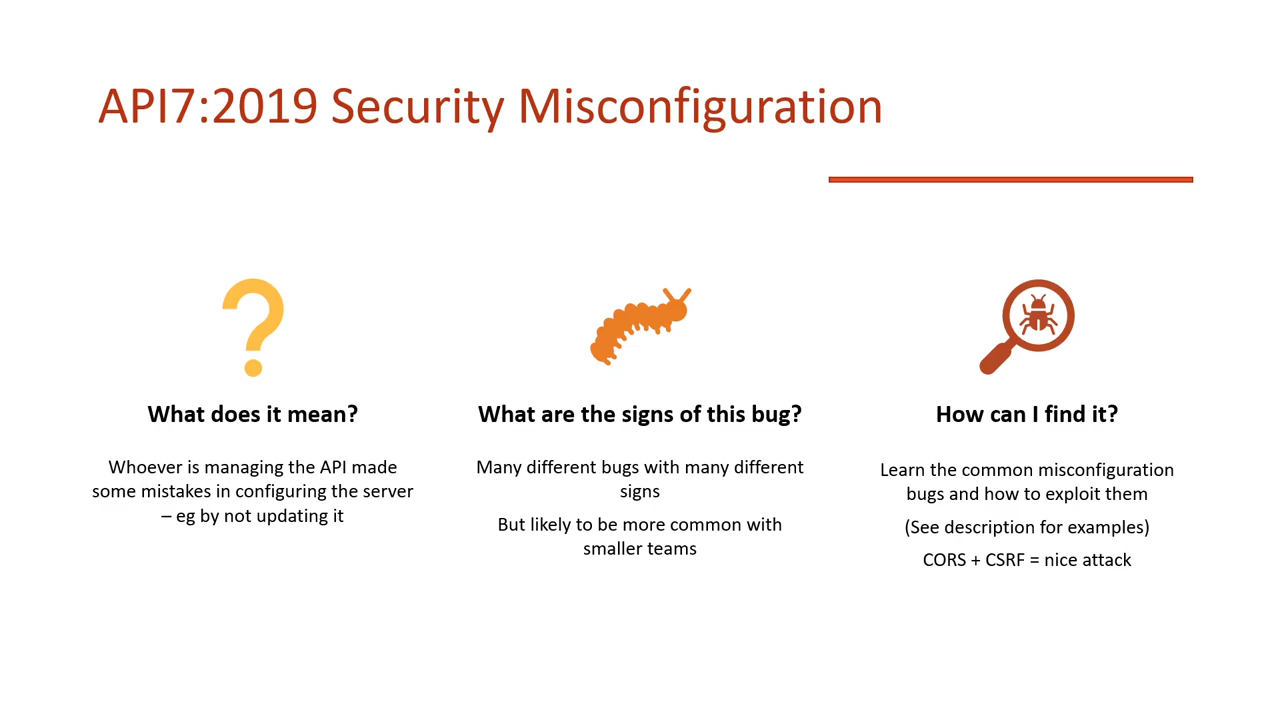 API7:2019 Security Misconfiguration
What does it mean?
Whoever is managing the API made
some mistakes in configuring the server
– eg by not updating it
What are the signs of this bug?
Many different bugs with many different
signs
But likely to be more common with
smaller teams
How can I find it?
Learn the common misconfiguration
bugs and how to exploit them
(See description for examples)
CORS + CSRF = nice attack